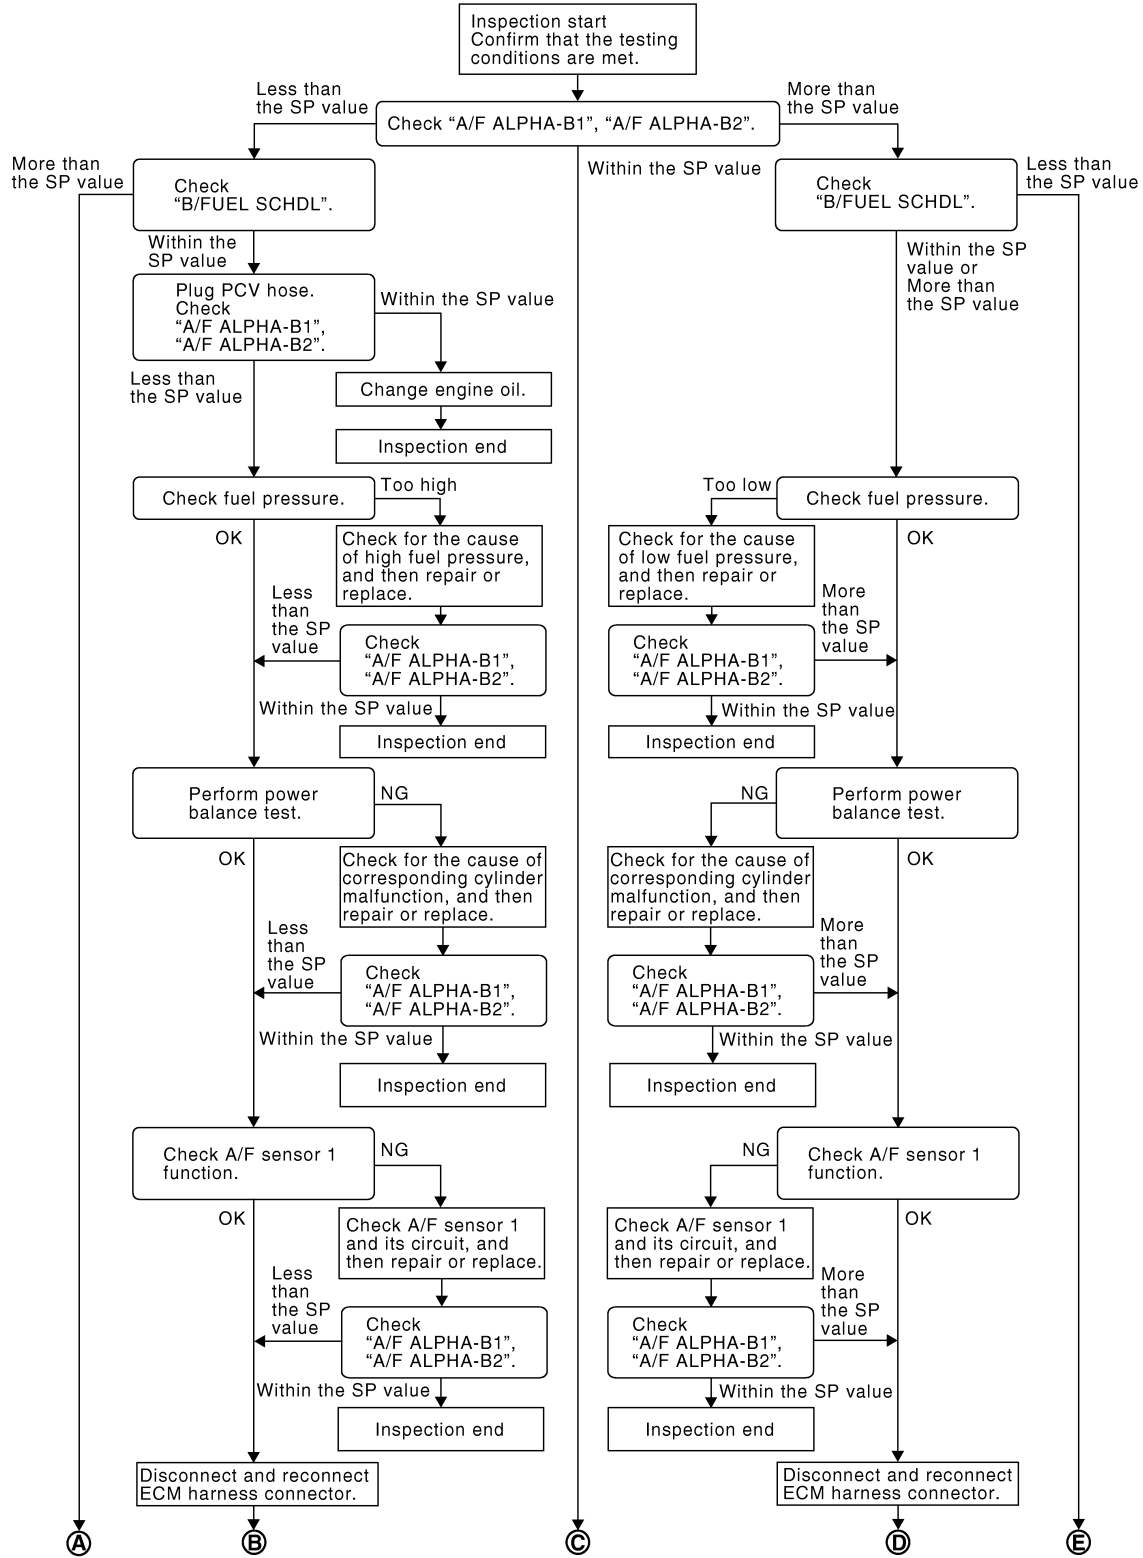 Inspection start
Confirm that the testing
conditions are met.
Less than
the SP value
More than
the SP value
Check “A/F ALPHA-B1”, “A/F ALPHA-B2”.
More than
the SP value
Within the SP value
Less than
the SP value
Check
“B/FUEL SCHDL”.
Check
“B/FUEL SCHDL”.
Within the
SP value
Within the SP
value or
More than
the SP value
Plug PCV hose.
Check
“A/F ALPHA-B1”,
“A/F ALPHA-B2”.
Within the SP value
Less than
the SP value
Change engine oil.
Inspection end
Check fuel pressure.
Too high
Too low
Check fuel pressure.
OK
OK
Check for the cause
of high fuel pressure,
and then repair or
replace.
Check for the cause
of low fuel pressure,
and then repair or
replace.
Less
than
the SP
value
More
than
the SP
value
Check
“A/F ALPHA-B1”,
“A/F ALPHA-B2”.
Check
“A/F ALPHA-B1”,
“A/F ALPHA-B2”.
Within the SP value
Within the SP value
Inspection end
Inspection end
Perform power
balance test.
NG
NG
Perform power
balance test.
OK
OK
Check for the cause of
corresponding cylinder
malfunction, and then
repair or replace.
Check for the cause of
corresponding cylinder
malfunction, and then
repair or replace.
Less
than
the SP
value
More
than
the SP
value
Check
“A/F ALPHA-B1”,
“A/F ALPHA-B2”.
Check
“A/F ALPHA-B1”,
“A/F ALPHA-B2”.
Within the SP value
Within the SP value
Inspection end
Inspection end
Check A/F sensor 1
function.
NG
NG
Check A/F sensor 1
function.
OK
OK
Check A/F sensor 1
and its circuit, and
then repair or replace.
Check A/F sensor 1
and its circuit, and
then repair or replace.
Less
than
the SP
value
More
than
the SP
value
Check
“A/F ALPHA-B1”,
“A/F ALPHA-B2”.
Check
“A/F ALPHA-B1”,
“A/F ALPHA-B2”.
Within the SP value
Within the SP value
Inspection end
Inspection end
Disconnect and reconnect
ECM harness connector.
Disconnect and reconnect
ECM harness connector.
A
B
C
D
E